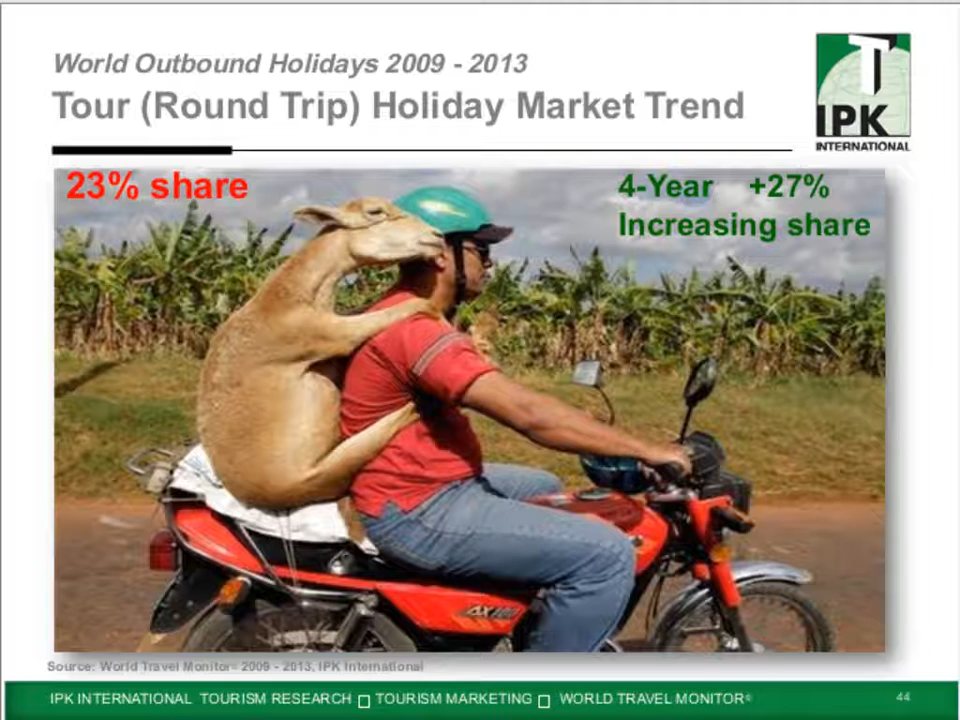 World Outbound Holidays 2009 - 2013
Tour (Round Trip) Holiday Market Trend
T
IPK
INTERNATIONAL
23% share
4-Year +27%
Increasing share
AX100
Source: World Travel Monitor® 2009 - 2013, IPK International
IPK INTERNATIONAL TOURISM RESEARCH □ TOURISM MARKETING □ WORLD TRAVEL MONITOR®
44